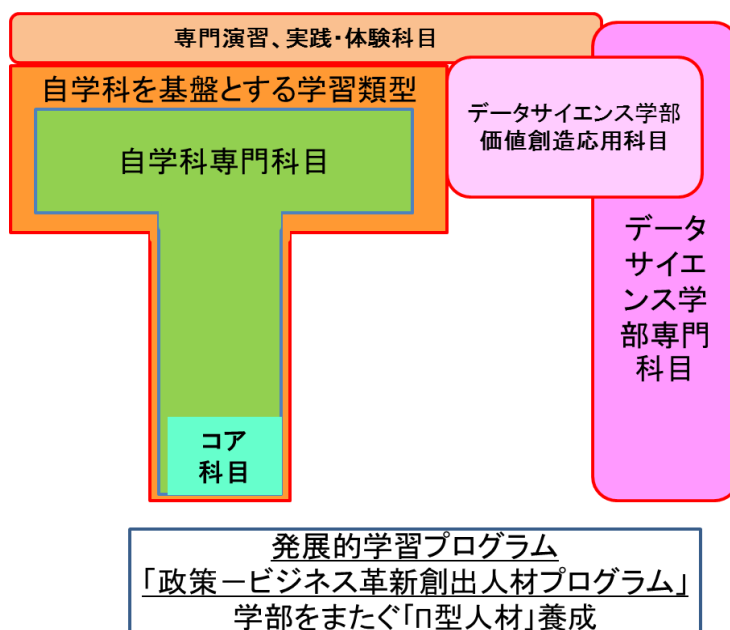 専門演習、実践・体験科目
自学科を基盤とする学習類型
自学科専門科目
データサイエンス学部
価値創造応用科目
データ
サイエ
ンス学
部専門
科目
コア
科目
発展的学習プログラム
「政策－ビジネス革新創出人材プログラム」
学部をまたぐ「Π型人材」養成